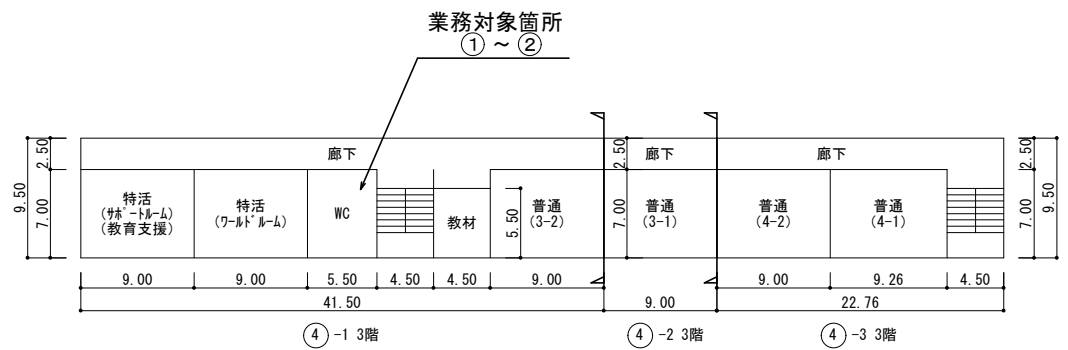 業務対象箇所
① ～ ②
9.50
2.50
7.00
廊下
2.50
廊下
廊下
2.50
7.00
9.50
特活
(ｻﾎﾟｰﾄﾙｰﾑ)
(教育支援)
特活
(ﾜｰﾙﾄﾞﾙｰﾑ)
WC
教材
5.50
普通
(3-2)
7.00
普通
(3-1)
普通
(4-2)
普通
(4-1)
9.00 9.00 5.50 4.50 4.50 9.00 9.00 9.26 4.50
41.50 9.00 22.76
④ -1 3階 ④ -2 3階 ④ -3 3階